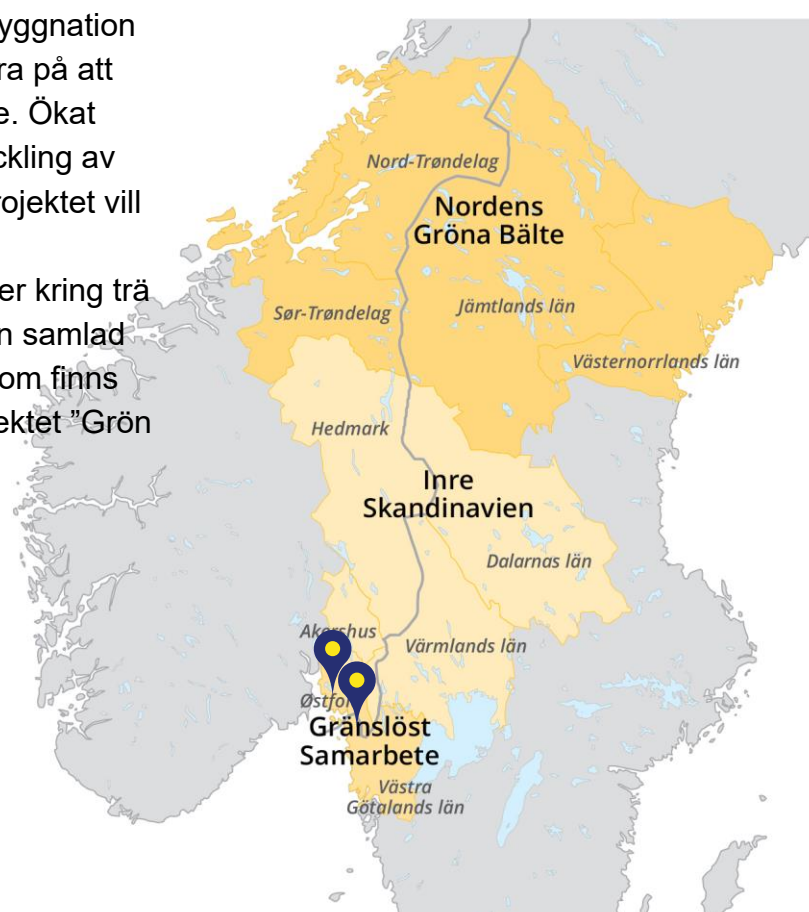 yggnation
ra på att
e. Ökat
ckling av
rojektet vill
er kring trä
n samlad
om finns
ektet ”Grön
Nord-Trøndelag
Nordens
Gröna Bälte
Sør-Trøndelag
Jämtlands län
Västernorrlands län
Hedmark
Inre
Skandinavien
Dalarnas län
Värmlands län
Gränslöst
Samarbete
Västra
Götalands län